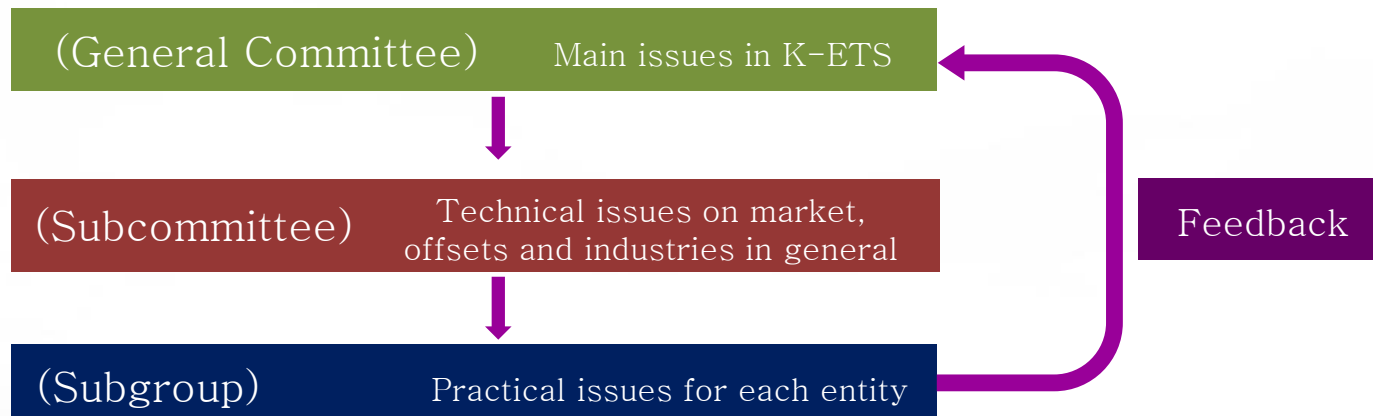 (General Committee) Main issues in K-ETS
(Subcommittee) Technical issues on market,
offsets and industries in general
Feedback
(Subgroup) Practical issues for each entity